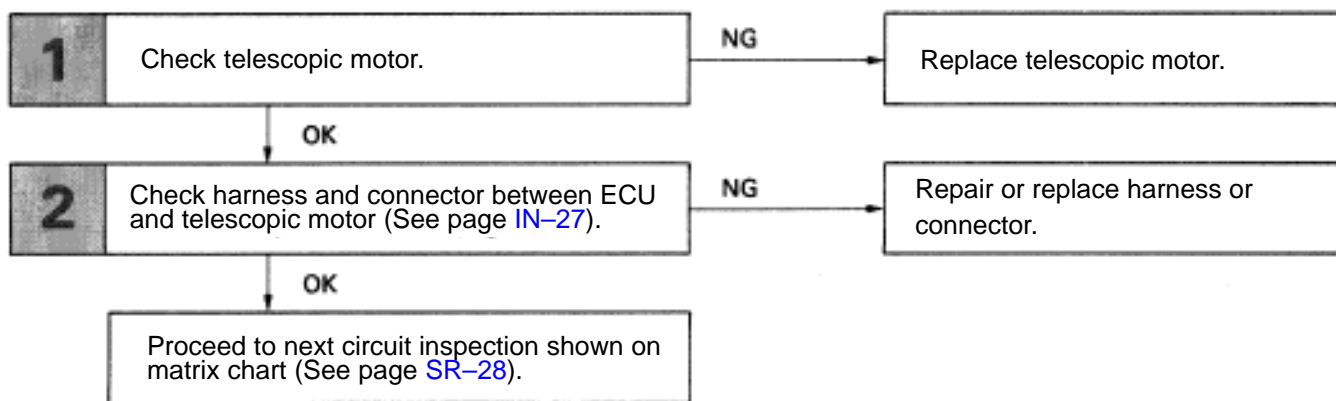 1
Check telescopic motor.
NG
Replace telescopic motor.
OK
2
Check harness and connector between ECU
and telescopic motor (See page IN–27).
NG
Repair or replace harness or
connector.
OK
Proceed to next circuit inspection shown on
matrix chart (See page SR–28).